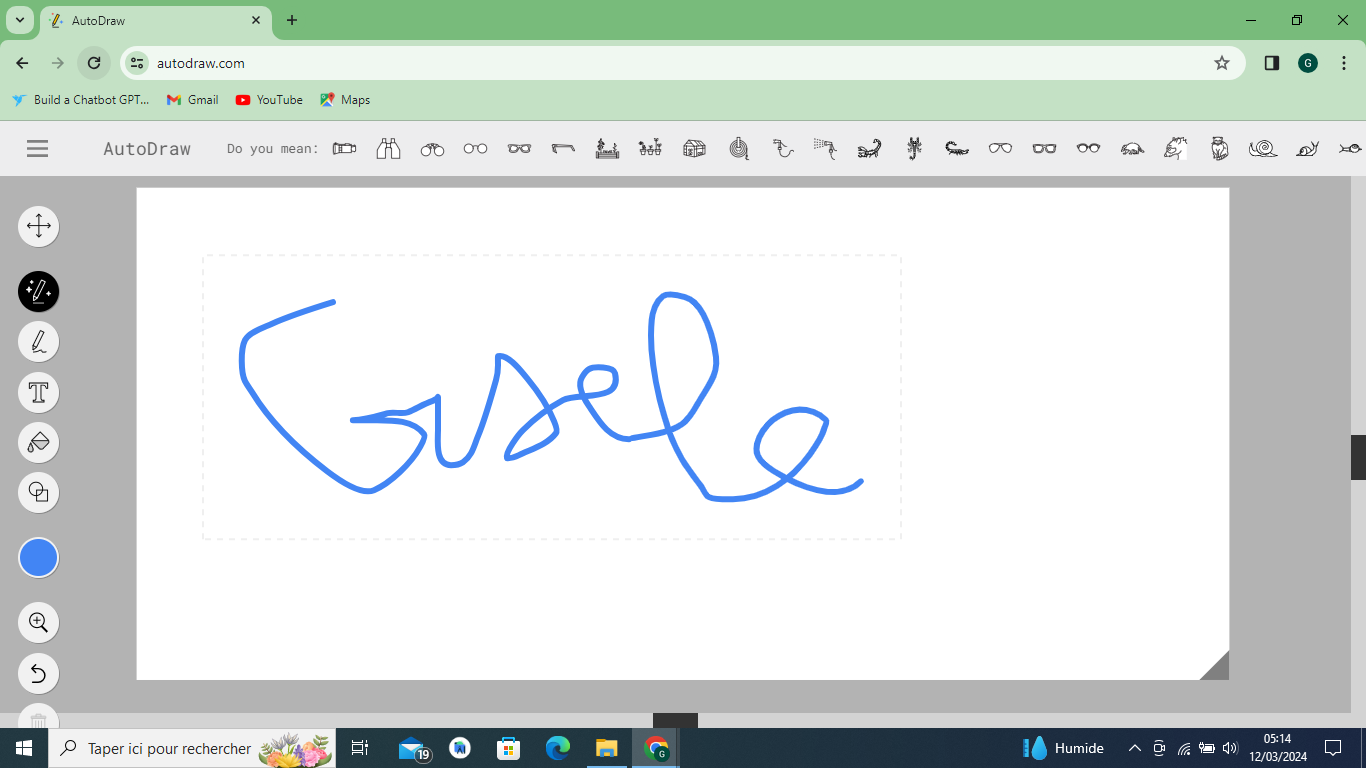 AutoDraw
autodraw.com
G
Build a Chatbot GPT... Gmail YouTube Maps
AutoDraw Do you mean:
Gisele
T
Taper ici pour rechercher 19 G Humide 05:14
12/03/2024